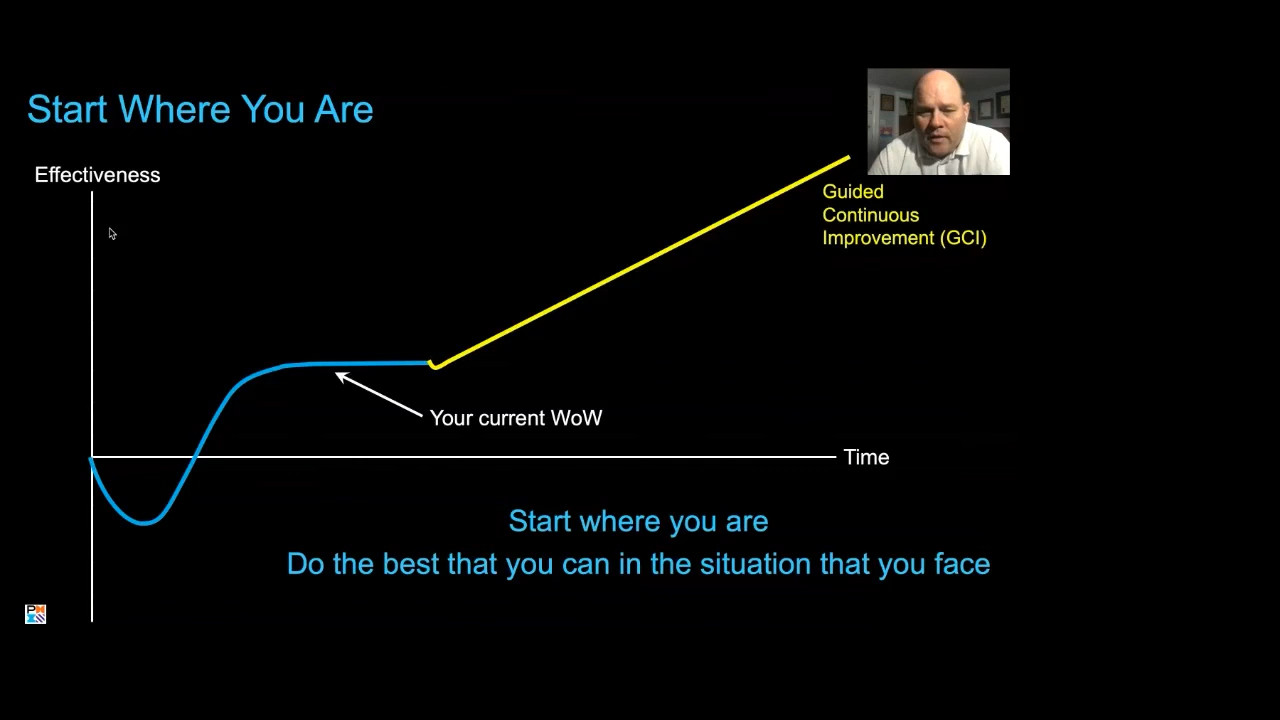 Start Where You Are
Effectiveness
Guided
Continuous
Improvement (GCI)
Your current WoW
Time
Start where you are
Do the best that you can in the situation that you face